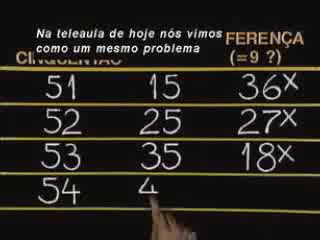 Na teleaula de hoje nós vimos
como um mesmo problema
FERENÇA
(=9 ?)
51 15 36x
52 25 27x
53 35 18x
54 4